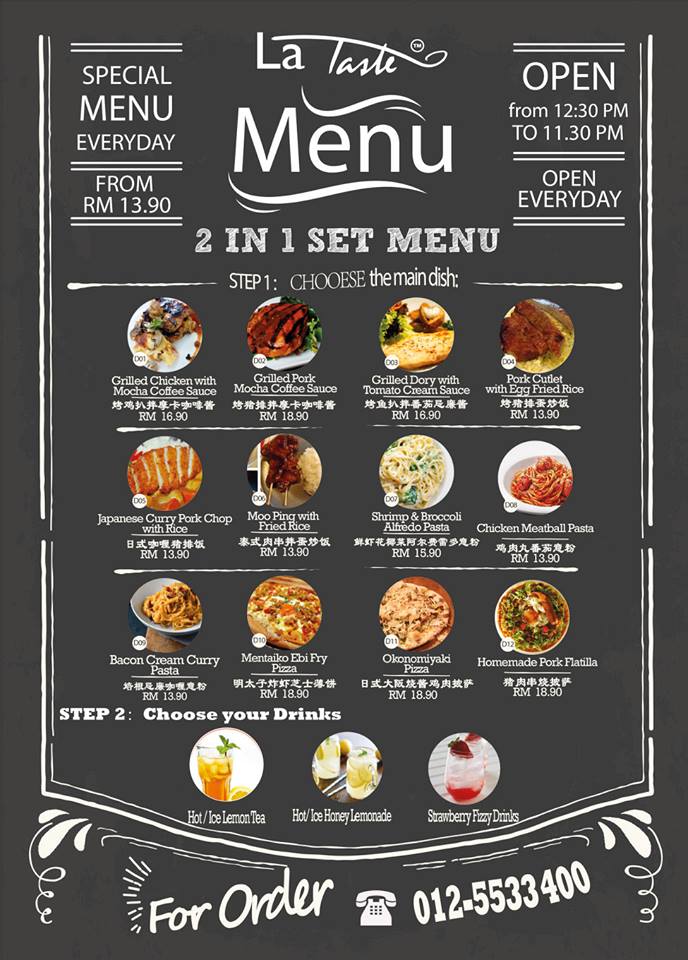 La Taste ™
SPECIAL
MENU
EVERYDAY
FROM
RM 13.90
Menu
OPEN
from 12:30 PM
TO 11.30 PM
OPEN
EVERYDAY
2 IN 1 SET MENU
STEP 1 : CHOOESE the main dish:
D01
Grilled Chicken with
Mocha Coffee Sauce
烤鸡扒拌摩卡咖啡酱
RM 16.90
D02
Grilled Pork
Mocha Coffee Sauce
烤猪排拌摩卡咖啡酱
RM 18.90
D03
Grilled Dory with
Tomato Cream Sauce
烤鱼扒拌番茄忌廉酱
RM 16.90
D04
Pork Cutlet
with Egg Fried Rice
烤猪排蛋炒饭
RM 13.90
D05
Japanese Curry Pork Chop
with Rice
日式咖喱猪排饭
RM 13.90
D06
Moo Ping with
Fried Rice
泰式肉串拌蛋炒饭
RM 13.90
D07
Shrimp & Broccoli
Alfredo Pasta
鲜虾花椰菜阿尔费雷多意粉
RM 15.90
D08
Chicken Meatball Pasta
鸡肉丸番茄意粉
RM 13.90
D09
Bacon Cream Curry
Pasta
培根忌廉咖喱意粉
RM 13.90
D10
Mentaiko Ebi Fry
Pizza
明太子炸虾芝士薄饼
RM 18.90
D11
Okonomiyaki
Pizza
日式大阪烧酱鸡肉披萨
RM 18.90
D12
Homemade Pork Flatilla
猪肉串烧披萨
RM 18.90
STEP 2: Choose your Drinks
Hot/ Ice Lemon Tea
Hot/ Ice Honey Lemonade
Strawberry Fizzy Drinks
For Order 012-5533400